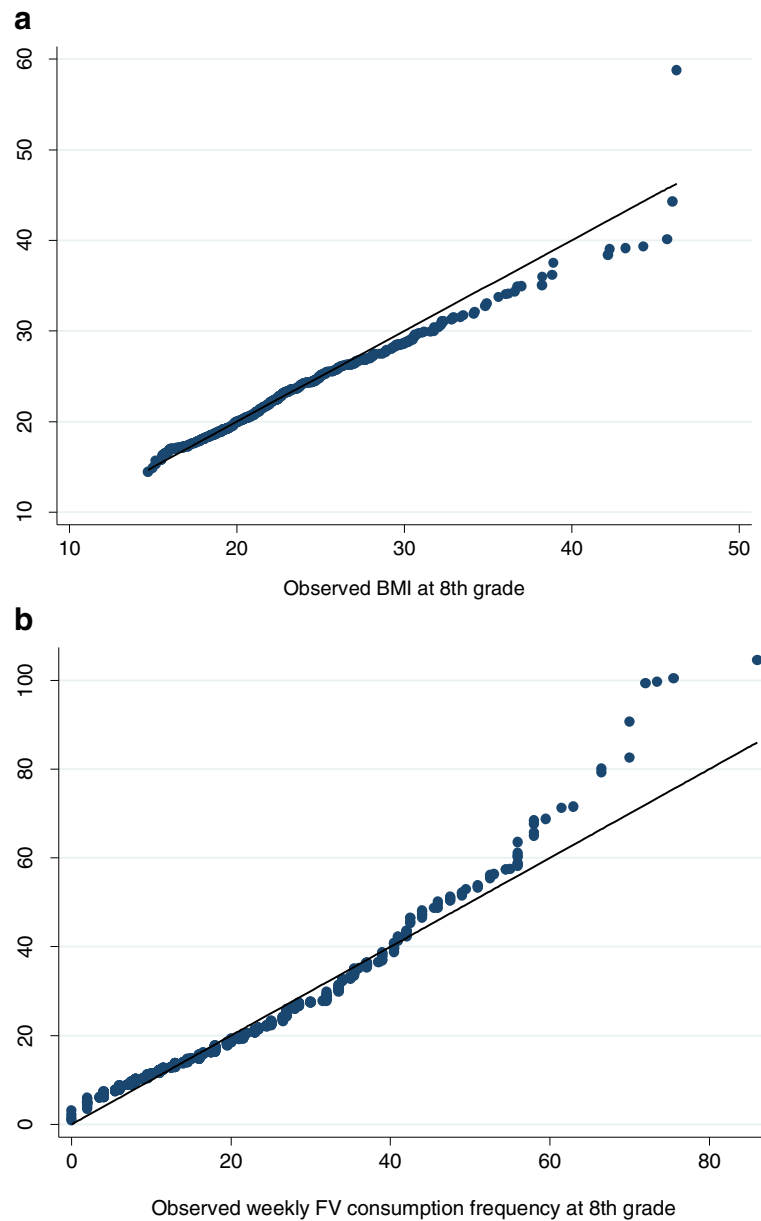 a
60
50
40
30
20
10
10 20 30 40 50
Observed BMI at 8th grade
b
100
80
60
40
20
0
0 20 40 60 80
Observed weekly FV consumption frequency at 8th grade